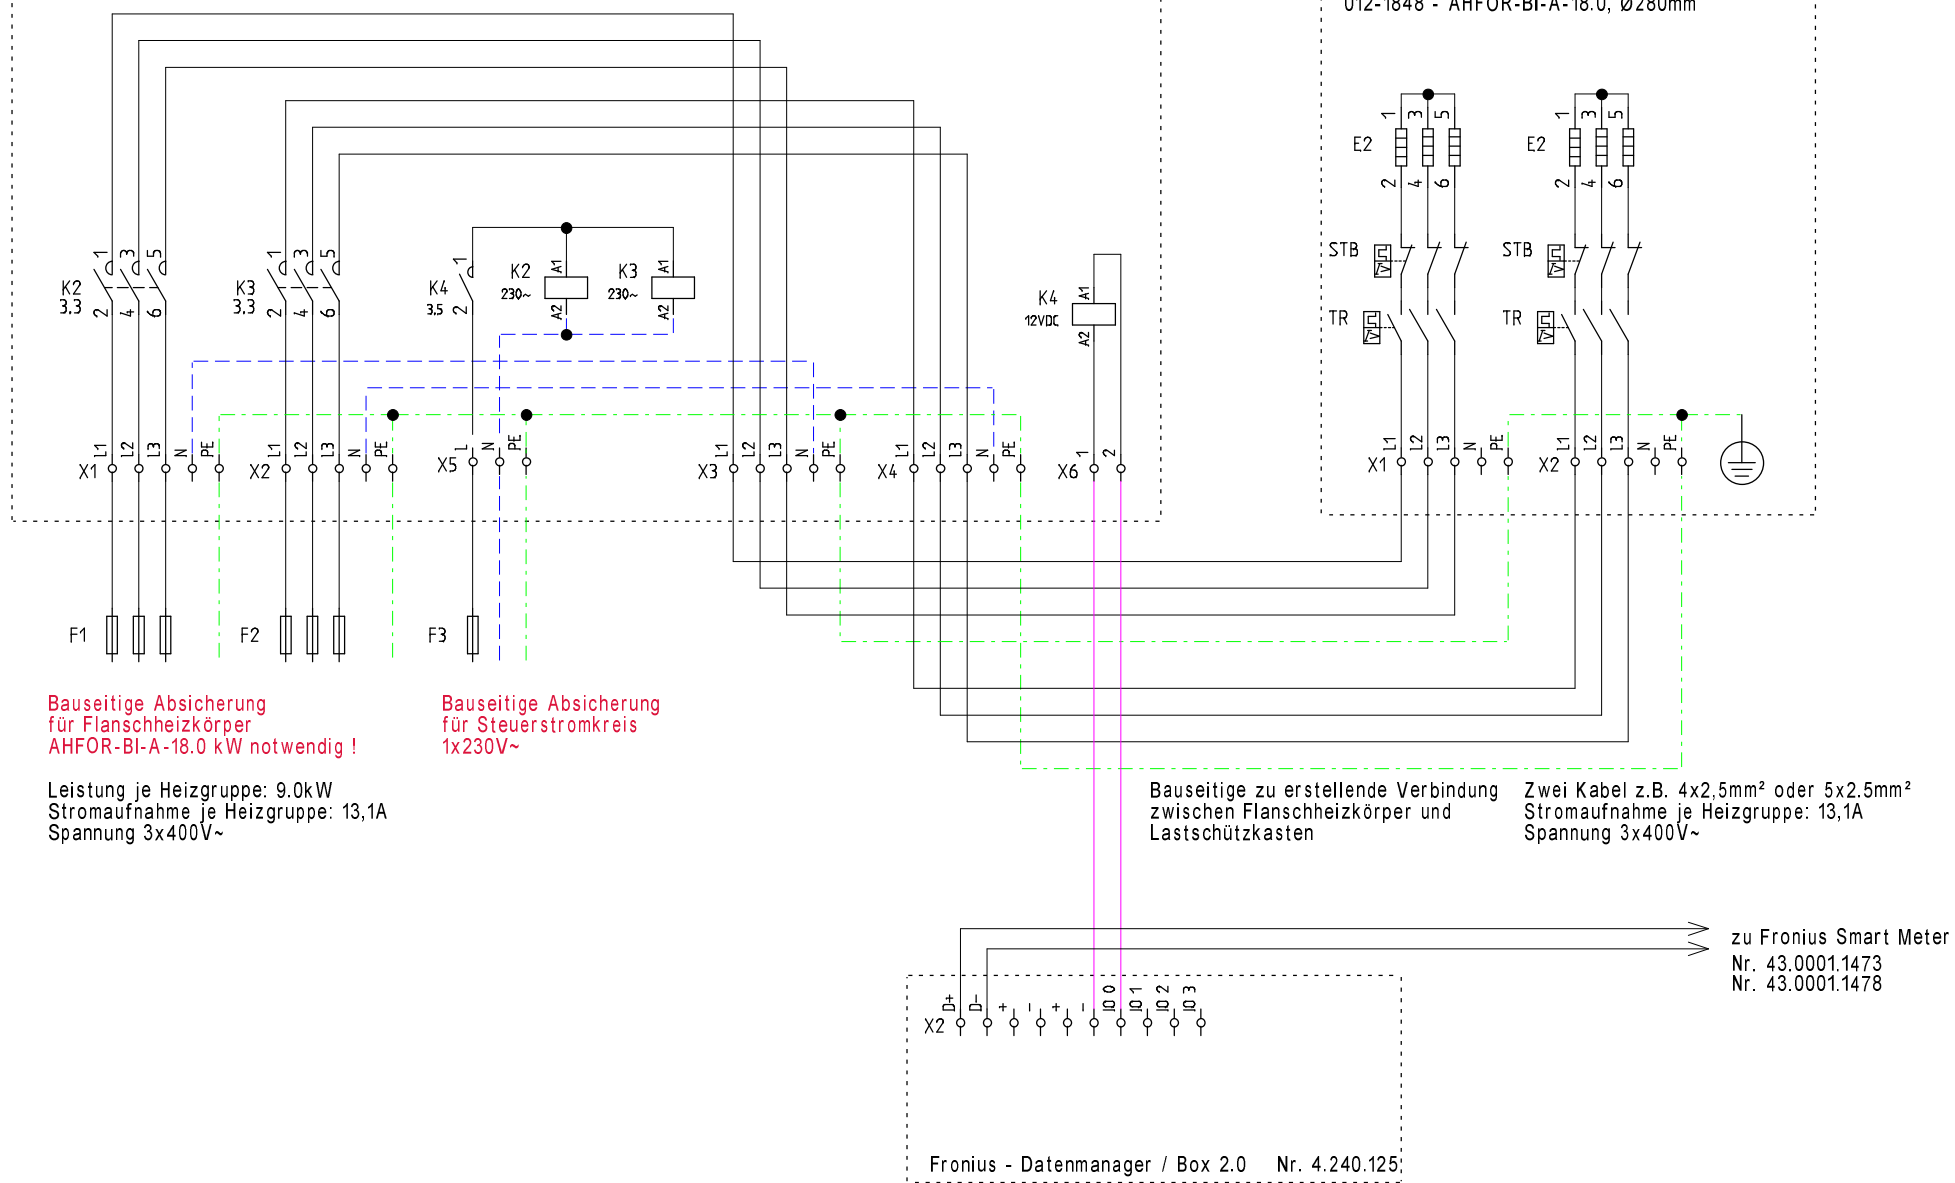 012-1848 - AHFOR-BI-A-18.0, Ø280mm
1 3 5
1 3 5
E2
E2
2 4 6
2 4 6
STB
STB
TR
TR
1 3 5
1 3 5
1
K2
3.3
2 4 6
K3
3.3
2 4 6
K4
3.5
2
K2
230~
A1
A2
K3
230~
A1
A2
K4
12VDC
A1
A2
X1 L1 L2 L3 N PE
X2 L1 L2 L3 N PE
X5 L N PE
X3 L1 L2 L3 N PE
X4 L1 L2 L3 N PE
X6 1 2
X1 L1 L2 L3 N PE
X2 L1 L2 L3 N PE
F1
F2
F3
Bauseitige Absicherung
für Flanschheizkörper
AHFOR-BI-A-18.0 kW notwendig !
Bauseitige Absicherung
für Steuerstromkreis
1x230V~
Leistung je Heizgruppe: 9.0kW
Stromaufnahme je Heizgruppe: 13,1A
Spannung 3x400V~
Bauseitige zu erstellende Verbindung
zwischen Flanschheizkörper und
Lastschützkasten
Zwei Kabel z.B. 4x2,5mm² oder 5x2.5mm²
Stromaufnahme je Heizgruppe: 13,1A
Spannung 3x400V~
zu Fronius Smart Meter
Nr. 43.0001.1473
Nr. 43.0001.1478
X2 D+ D- + - + - IO 0 IO 1 IO 2 IO 3
Fronius - Datenmanager / Box 2.0 Nr. 4.240.125